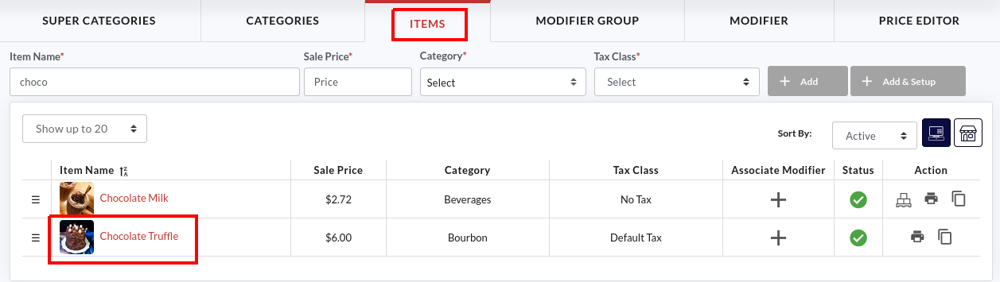 SUPER CATEGORIES CATEGORIES ITEMS MODIFIER GROUP MODIFIER PRICE EDITOR
Item Name* Sale Price* Category* Tax Class*
choco Price Select Select + Add + Add & Setup
Show up to 20
Sort By: Active
Item Name Sale Price Category Tax Class Associate Modifier Status Action
Chocolate Milk $2.72 Beverages No Tax
Chocolate Truffle $6.00 Bourbon Default Tax